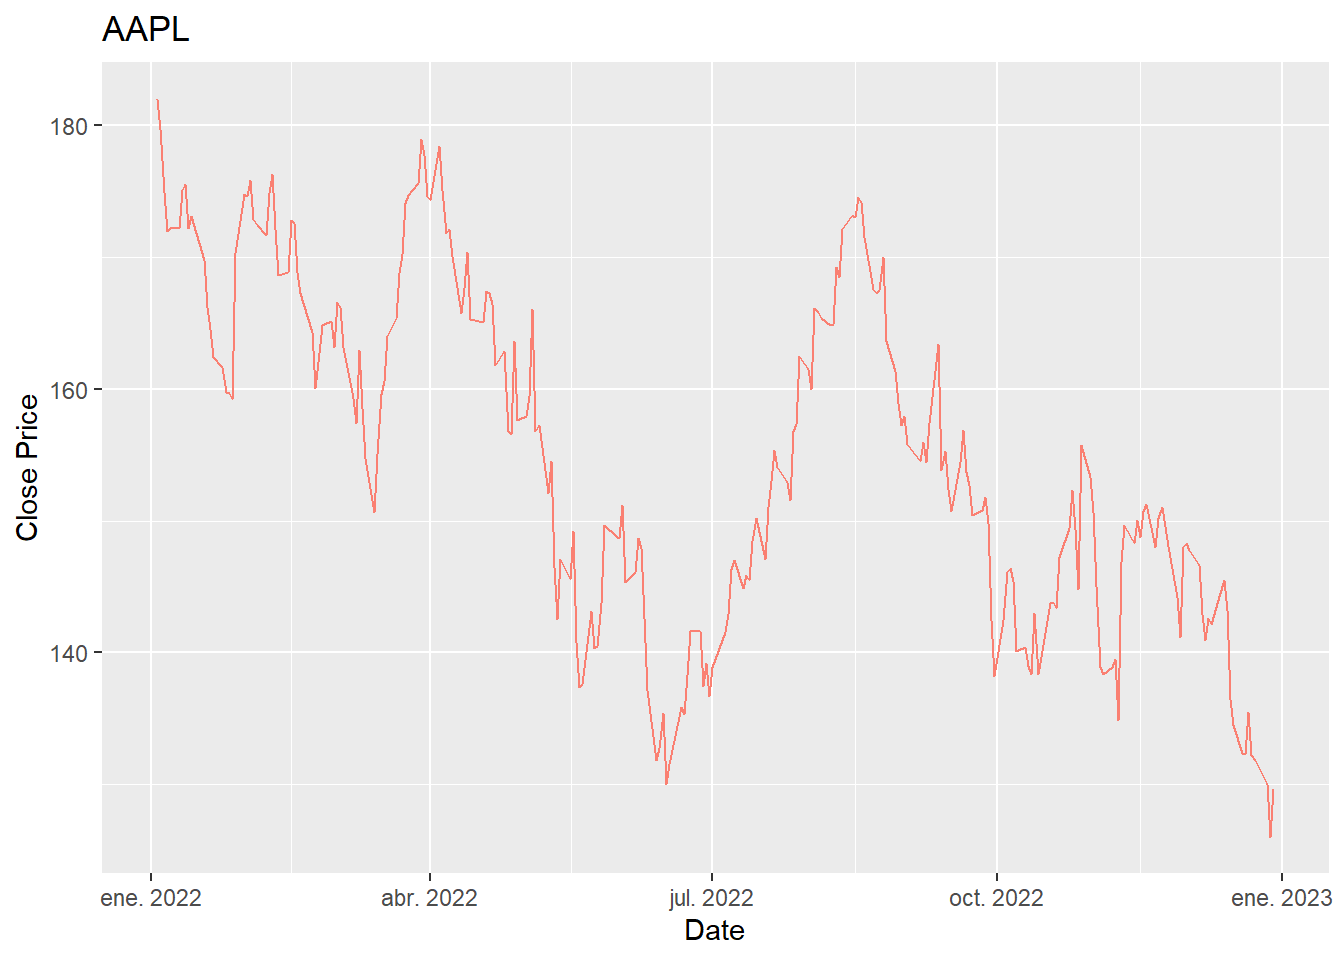 AAPL
Close Price
180
160
140
ene. 2022
abr. 2022
jul. 2022
oct. 2022
ene. 2023
Date